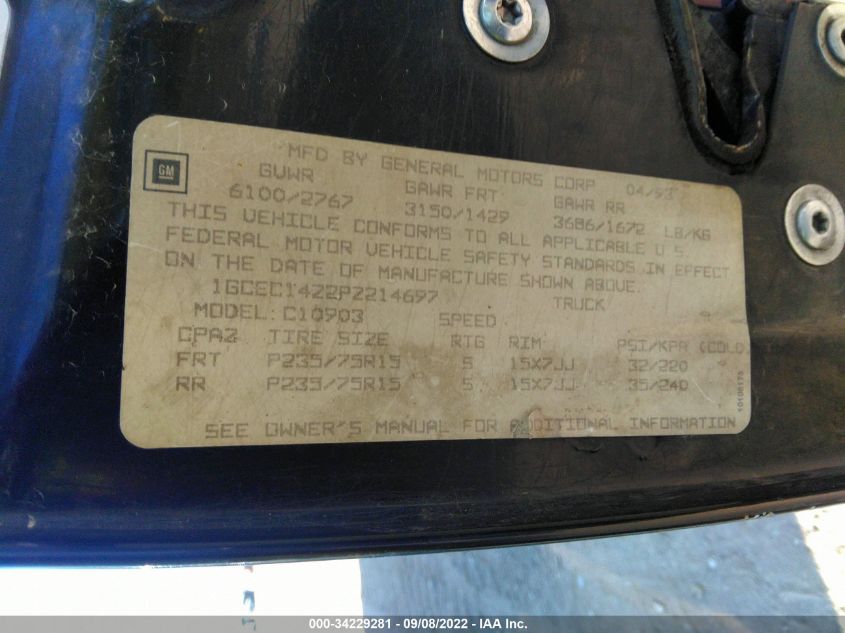 GM
MFD BY GENERAL MOTORS CORP 04/93
GVWR GAWR FRT GAWR RR
6100/2767 3150/1429 3686/1672 LB/KG
THIS VEHICLE CONFORMS TO ALL APPLICABLE U S
FEDERAL MOTOR VEHICLE SAFETY STANDARDS IN EFFECT
ON THE DATE OF MANUFACTURE SHOWN ABOVE.
1GCEC1422PZ214697 TRUCK
MODEL: C10903
CPAZ TIRE SIZE SPEED RTG RIM PSI/KPA (COLD
FRT P235/75R15 S 15X7JJ 32/220
RR P235/75R15 S 15X7JJ 35/240
SEE OWNER'S MANUAL FOR ADDITIONAL INFORMATION
000-34229281 - 09/08/2022 - IAA Inc.